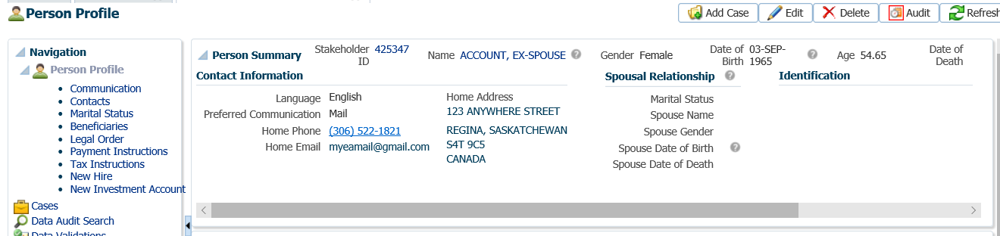 Person Profile
Add Case
Edit
Delete
Audit
Refresh
Navigation
Person Profile
Communication
Contacts
Marital Status
Beneficiaries
Legal Order
Payment Instructions
Tax Instructions
New Hire
New Investment Account
Cases
Data Audit Search
Data Validations
Person Summary
Stakeholder ID 425347
Name ACCOUNT, EX-SPOUSE
Gender Female
Date of Birth 03-SEP-1965
Age 54.65
Date of Death
Contact Information
Language English
Preferred Communication Mail
Home Phone (306) 522-1821
Home Email myeamail@gmail.com
Home Address
123 ANYWHERE STREET
REGINA, SASKATCHEWAN
S4T 9C5
CANADA
Spousal Relationship
Marital Status
Spouse Name
Spouse Gender
Spouse Date of Birth
Spouse Date of Death
Identification